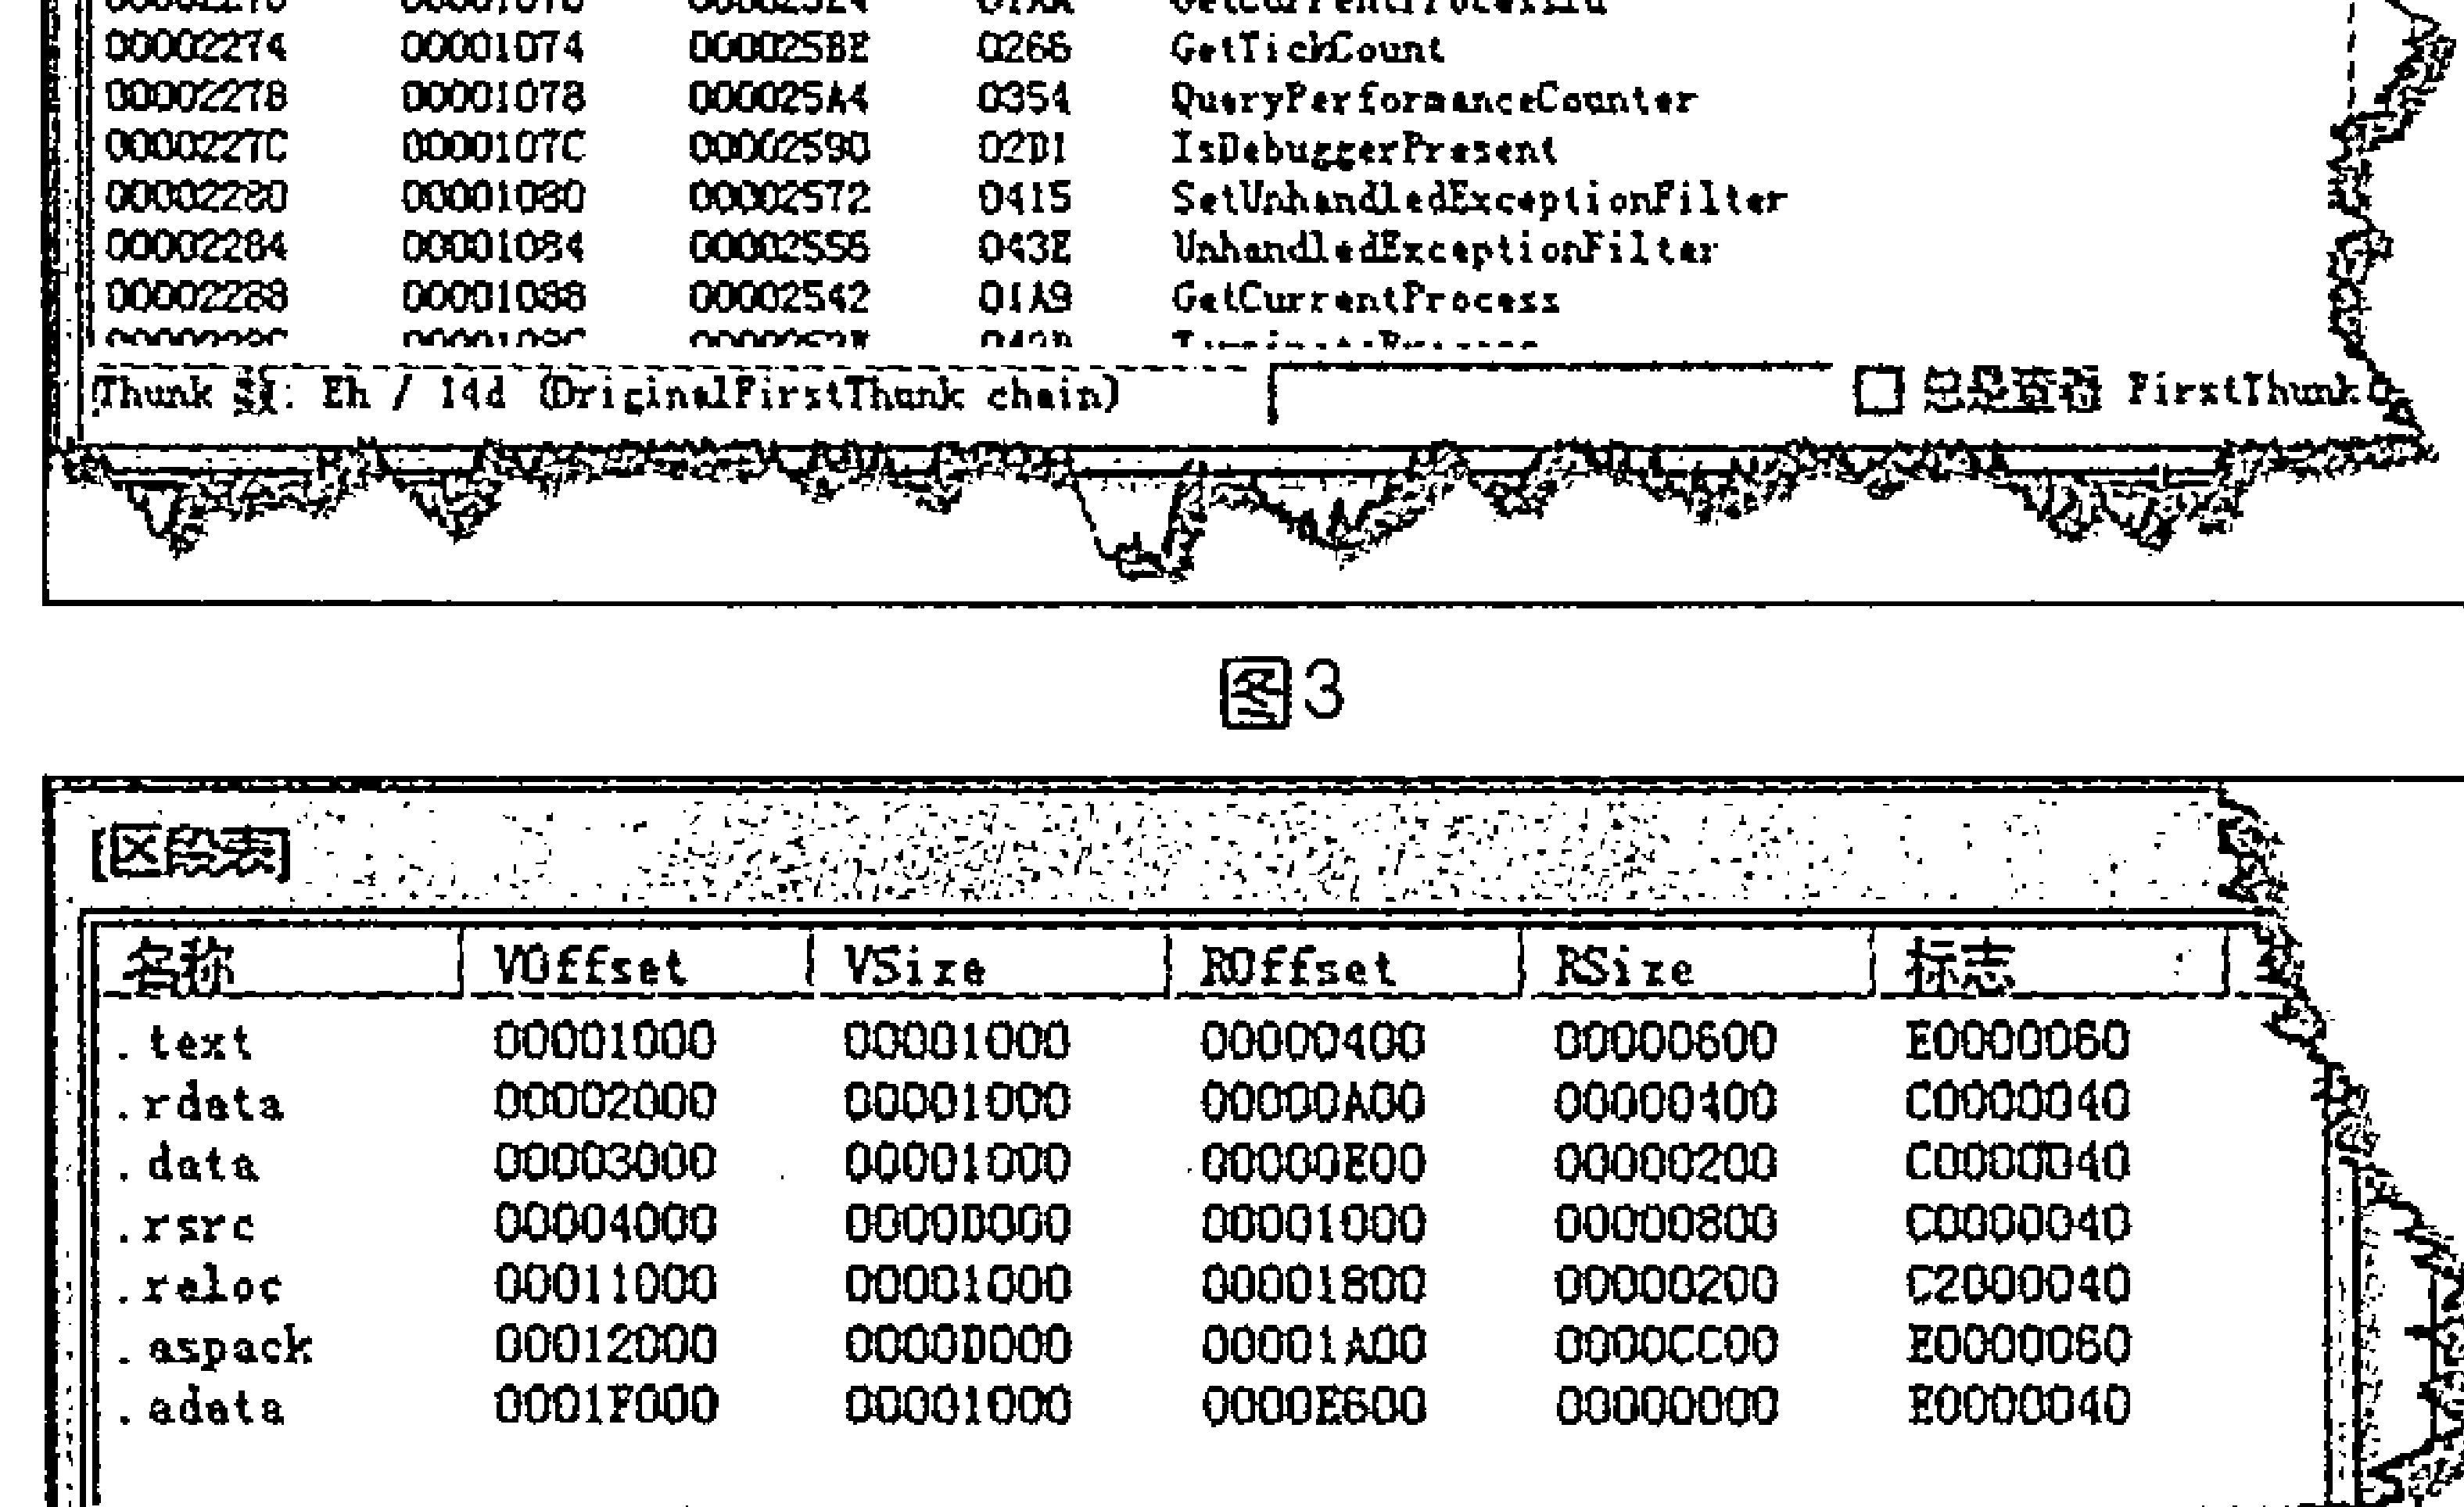 00002274 00001074 000025BE 0266 GetTickCount
00002278 00001078 000025A4 0354 QueryPerformanceCounter
0000227C 0000107C 00002590 02D1 IsDebuggerPresent
00002280 00001080 00002572 0415 SetUnhandledExceptionFilter
00002284 00001084 00002556 043E UnhandledExceptionFilter
00002288 00001088 00002542 01A9 GetCurrentProcess
Thunk 数: Eh / 14d (OriginalFirstThunk chain)
总是查看 FirstThunk
图3
[区段表]
名称 VOffset VSize ROffset RSize 标志
.text 00001000 00001000 00000400 00000600 E0000060
.rdata 00002000 00001000 00000A00 00000400 C0000040
.data 00003000 00001000 00000E00 00000200 C0000040
.rsrc 00004000 0000D000 00001000 00000800 C0000040
.reloc 00011000 00001000 00001800 00000200 C2000040
.aspack 00012000 0000D000 00001A00 0000CC00 E0000060
.adata 0001F000 00001000 0000E600 00000000 E0000040